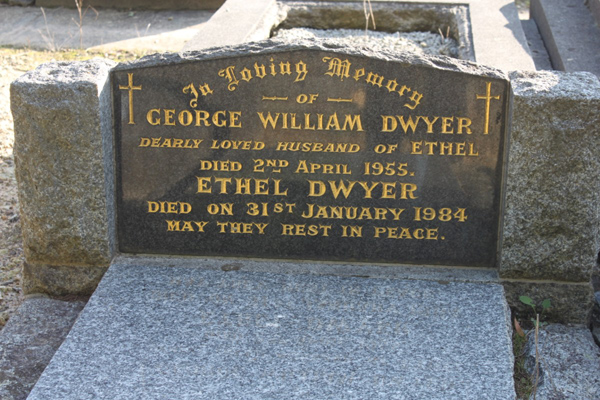 In Loving Memory
OF
GEORGE WILLIAM DWYER
DEARLY LOVED HUSBAND OF ETHEL
DIED 2ND APRIL 1955.
ETHEL DWYER
DIED ON 31ST JANUARY 1984
MAY THEY REST IN PEACE.